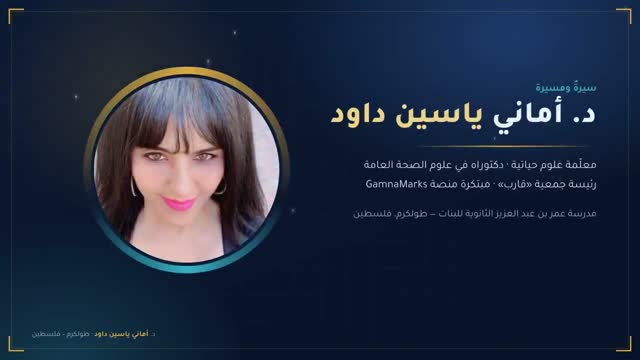 سيرةٌ ومسيرة
د. أماني ياسين داود
معلّمة علوم حياتية · دكتوراه في علوم الصحة العامة
رئيسة جمعية «قارب» · مبتكرة منصة GamnaMarks
مدرسة عمر بن عبد العزيز الثانوية للبنات – طولكرم، فلسطين
د. أماني ياسين داود · طولكرم – فلسطين